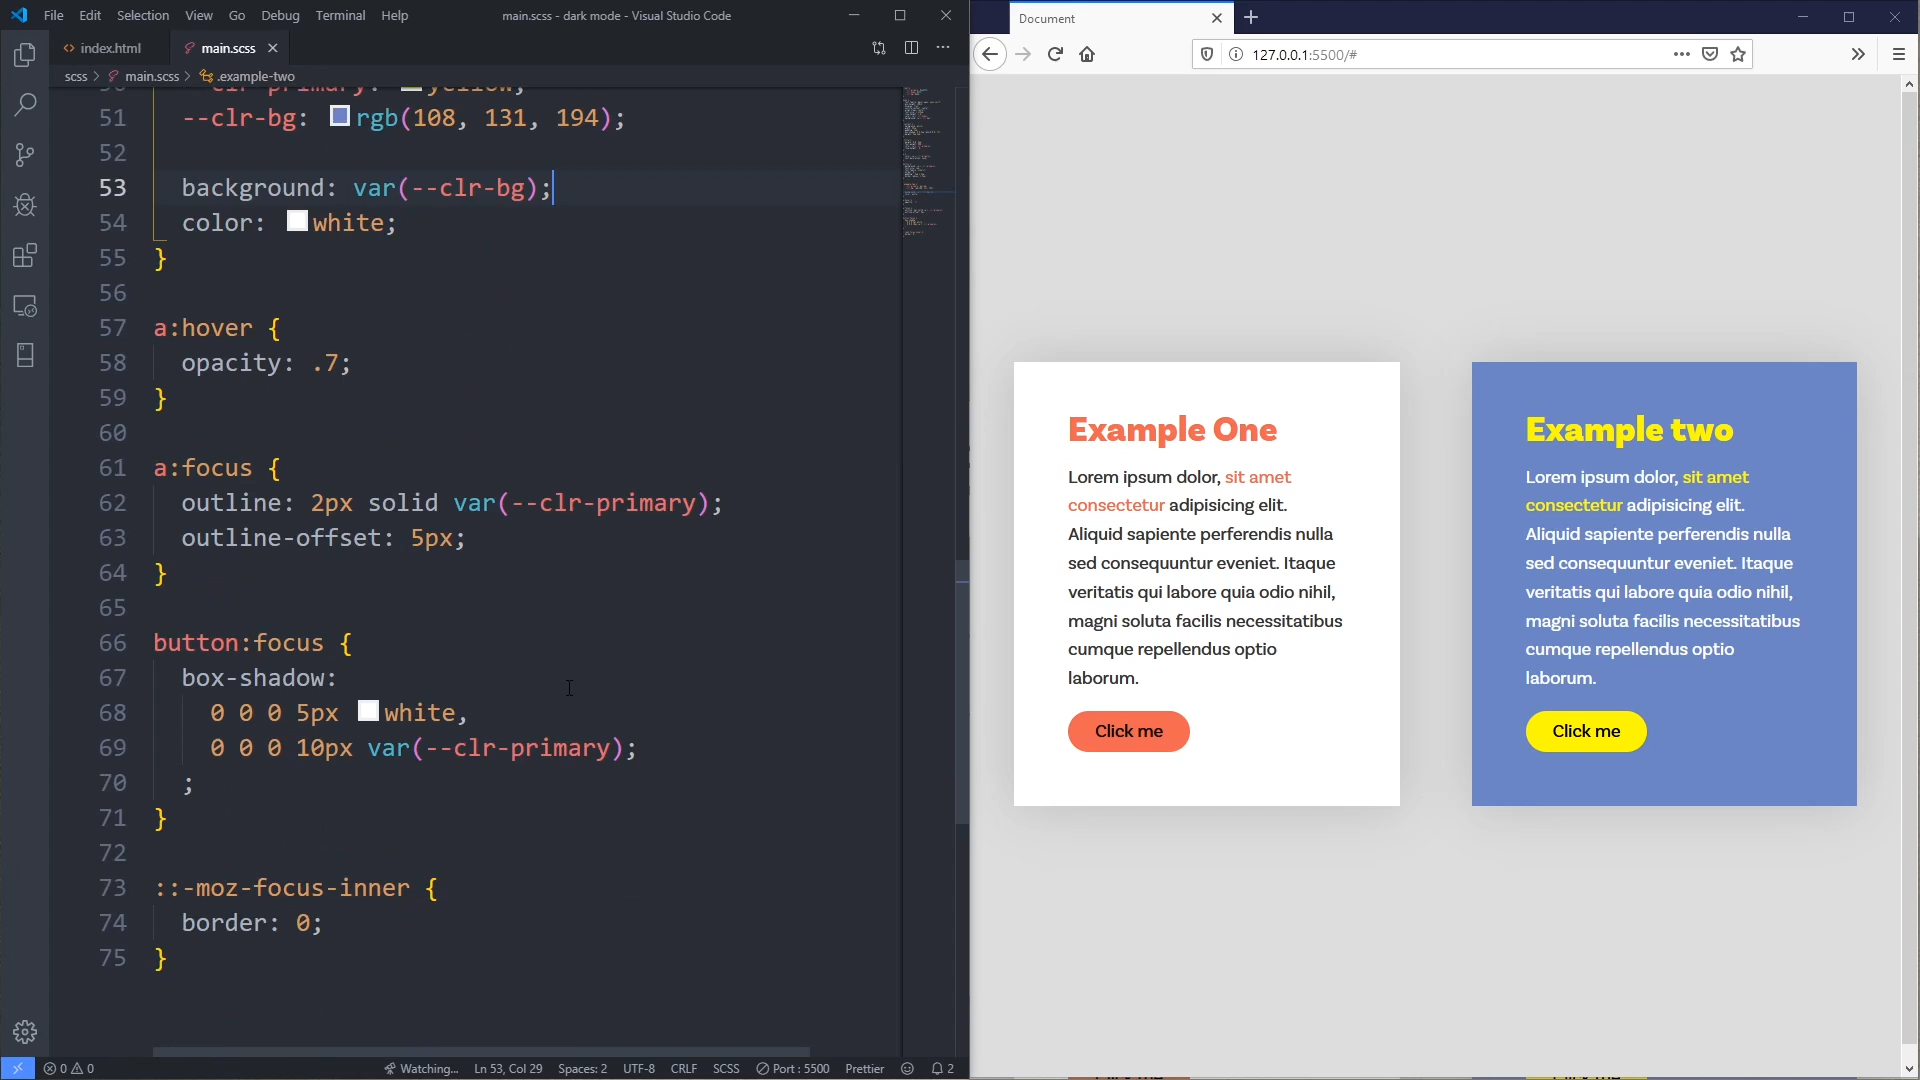 File Edit Selection View Go Debug Terminal Help
main.scss - dark mode - Visual Studio Code
index.html
main.scss
scss > main.scss > .example-two
50 --clr-primary: yellow;
51 --clr-bg: rgb(108, 131, 194);
52
53 background: var(--clr-bg);
54 color: white;
55 }
56
57 a:hover {
58 opacity: .7;
59 }
60
61 a:focus {
62 outline: 2px solid var(--clr-primary);
63 outline-offset: 5px;
64 }
65
66 button:focus {
67 box-shadow:
68 0 0 0 5px white,
69 0 0 0 10px var(--clr-primary);
70 ;
71 }
72
73 ::-moz-focus-inner {
74 border: 0;
75 }
0 0
Watching...
Ln 53, Col 29
Spaces: 2
UTF-8
CRLF
SCSS
Port : 5500
Prettier
2
Document
127.0.0.1:5500/#
Example One
Lorem ipsum dolor, sit amet
consectetur adipisicing elit.
Aliquid sapiente perferendis nulla
sed consequuntur eveniet. Itaque
veritatis qui labore quia odio nihil,
magni soluta facilis necessitatibus
cumque repellendus optio
laborum.
Click me
Example two
Lorem ipsum dolor, sit amet
consectetur adipisicing elit.
Aliquid sapiente perferendis nulla
sed consequuntur eveniet. Itaque
veritatis qui labore quia odio nihil,
magni soluta facilis necessitatibus
cumque repellendus optio
laborum.
Click me